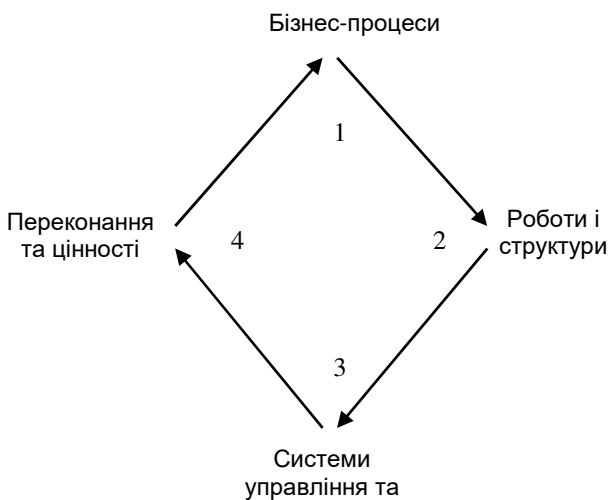 Бізнес-процеси
1
Переконання
та цінності
4
2
Роботи і
структури
3
Системи
управління та